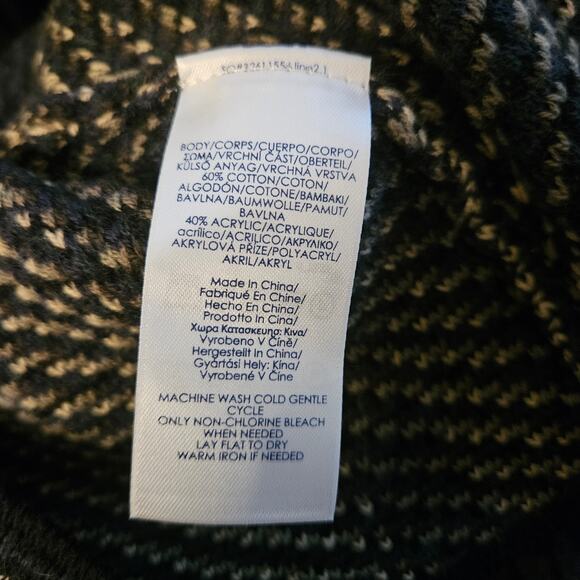 BODY/CORPS/CUERPO/CORPO/
ΣΩΜΑ/VRCHNÍ ČÁST/OBERTEIL/
KÜLSŐ ANYAG/VRCHNÁ VRSTVA
60% COTTON/COTON/
ALGODÓN/COTONE/BAMBAKI/
BAVLNA/BAUMWOLLE/PAMUT/
BAVLNA
40% ACRYLIC/ACRYLIQUE/
acrílico/ACRILICO/ΑΚΡΥΛΙΚΟ/
AKRYLOVÁ PŘÍZE/POLYACRYL/
AKRIL/AKRYL
Made In China/
Fabriqué En Chine/
Hecho En China/
Prodotto In Cina/
Χωρα Κατασκευησ: Κινα/
Vyrobeno V Číně/
Hergestellt In China/
Gyártási Hely: Kína/
Vyrobené V Číne
MACHINE WASH COLD GENTLE
CYCLE
ONLY NON-CHLORINE BLEACH
WHEN NEEDED
LAY FLAT TO DRY
WARM IRON IF NEEDED